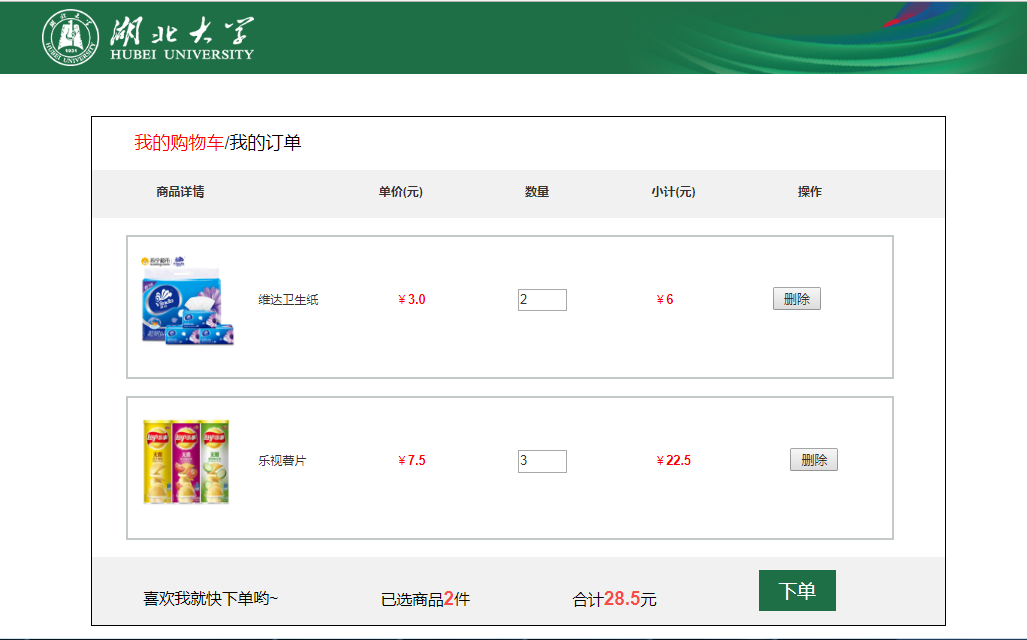 湖北大学
HUBEI UNIVERSITY
我的购物车/我的订单
商品详情 单价(元) 数量 小计(元) 操作
维达卫生纸 ￥3.0 2 ￥6 删除
乐视薯片 ￥7.5 3 ￥22.5 删除
喜欢我就快下单哟~ 已选商品2件 合计28.5元 下单